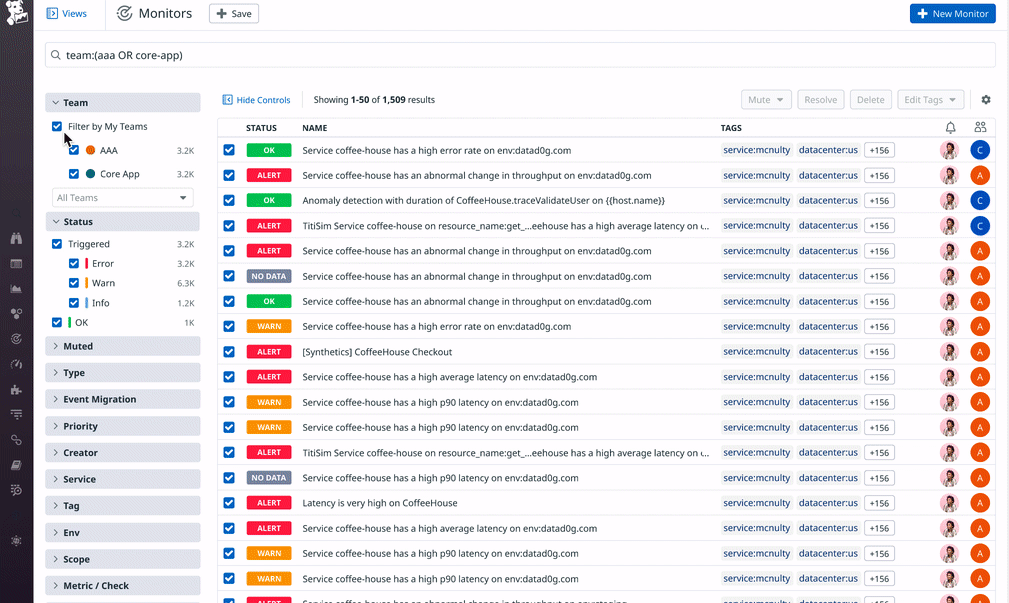 Views
Monitors
Save
New Monitor
team:(aaa OR core-app)
Team
Filter by My Teams
AAA 3.2K
Core App 3.2K
All Teams
Status
Triggered 3.2K
Error 3.2K
Warn 6.3K
Info 1.2K
OK 1K
Muted
Type
Event Migration
Priority
Creator
Service
Tag
Env
Scope
Metric / Check
Hide Controls Showing 1-50 of 1,509 results
Mute Resolve Delete Edit Tags
STATUS NAME TAGS
OK Service coffee-house has a high error rate on env:datad0g.com service:mcnulty datacenter:us +156 C
ALERT Service coffee-house has an abnormal change in throughput on env:datad0g.com service:mcnulty datacenter:us +156 A
OK Anomaly detection with duration of CoffeeHouse.traceValidateUser on {{host.name}} service:mcnulty datacenter:us +156 C
ALERT TitiSim Service coffee-house on resource_name:get_...eehouse has a high average latency on ... service:mcnulty datacenter:us +156 C
ALERT Service coffee-house has an abnormal change in throughput on env:datad0g.com service:mcnulty datacenter:us +156 A
NO DATA Service coffee-house has an abnormal change in throughput on env:datad0g.com service:mcnulty datacenter:us +156 A
OK Service coffee-house has an abnormal change in throughput on env:datad0g.com service:mcnulty datacenter:us +156 A
WARN Service coffee-house has a high error rate on env:datad0g.com service:mcnulty datacenter:us +156 A
ALERT [Synthetics] CoffeeHouse Checkout service:mcnulty datacenter:us +156 A
ALERT Service coffee-house has a high average latency on env:datad0g.com service:mcnulty datacenter:us +156 A
WARN Service coffee-house has a high p90 latency on env:datad0g.com service:mcnulty datacenter:us +156 A
WARN Service coffee-house has a high p90 latency on env:datad0g.com service:mcnulty datacenter:us +156 A
ALERT TitiSim Service coffee-house on resource_name:get_...eehouse has a high average latency on ... service:mcnulty datacenter:us +156 A
NO DATA Service coffee-house has a high p90 latency on env:datad0g.com service:mcnulty datacenter:us +156 A
ALERT Latency is very high on CoffeeHouse service:mcnulty datacenter:us +156 A
ALERT Service coffee-house has a high average latency on env:datad0g.com service:mcnulty datacenter:us +156 A
WARN Service coffee-house has a high p90 latency on env:datad0g.com service:mcnulty datacenter:us +156 A
WARN Service coffee-house has a high p90 latency on env:datad0g.com service:mcnulty datacenter:us +156 A